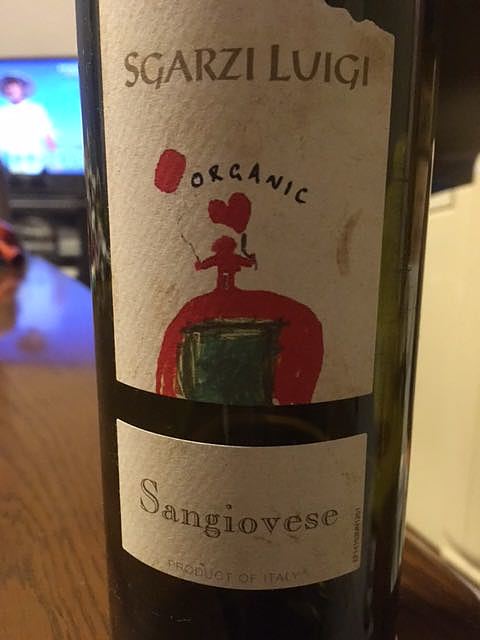 SGARZI LUIGI
ORGANIC
Sangiovese
PRODUCT OF ITALY